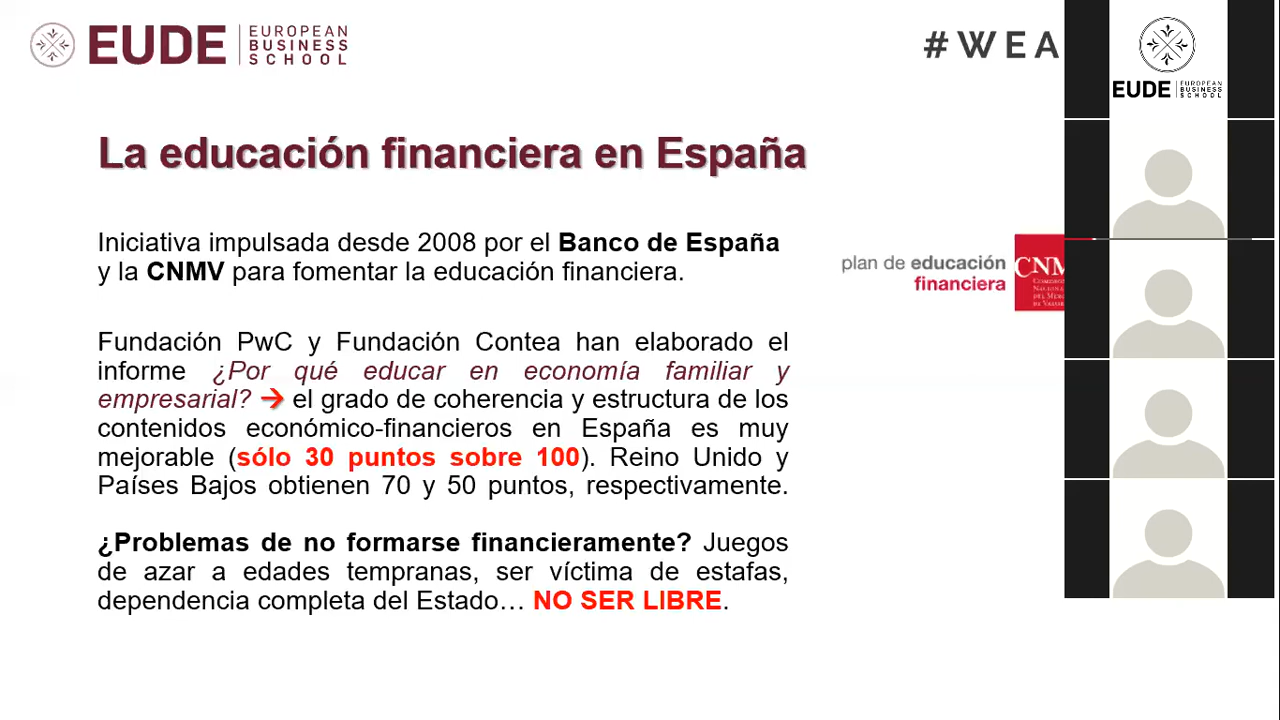 EUDE EUROPEAN BUSINESS SCHOOL
#WEA
EUDE EUROPEAN BUSINESS SCHOOL
La educación financiera en España
Iniciativa impulsada desde 2008 por el Banco de España
y la CNMV para fomentar la educación financiera.
plan de educación
financiera
CNM
Fundación PwC y Fundación Contea han elaborado el
informe ¿Por qué educar en economía familiar y
empresarial? → el grado de coherencia y estructura de los
contenidos económico-financieros en España es muy
mejorable (sólo 30 puntos sobre 100). Reino Unido y
Países Bajos obtienen 70 y 50 puntos, respectivamente.
¿Problemas de no formarse financieramente? Juegos
de azar a edades tempranas, ser víctima de estafas,
dependencia completa del Estado… NO SER LIBRE.